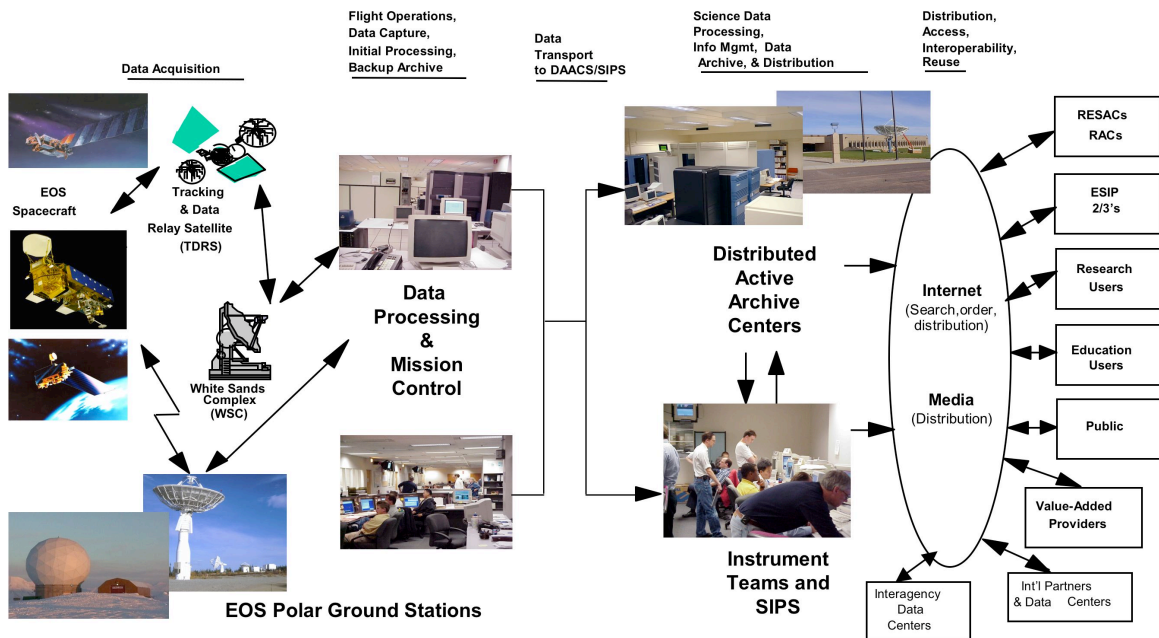 Data Acquisition
Flight Operations,
Data Capture,
Initial Processing,
Backup Archive
Data
Transport
to DAACS/SIPS
Science Data
Processing,
Info Mgmt, Data
Archive, & Distribution
Distribution,
Access,
Interoperability,
Reuse
EOS
Spacecraft
Tracking
& Data
Relay Satellite
(TDRS)
White Sands
Complex
(WSC)
EOS Polar Ground Stations
Data
Processing
&
Mission
Control
Distributed
Active
Archive
Centers
Instrument
Teams and
SIPS
Internet
(Search,order,
distribution)
Media
(Distribution)
RESACs
RACs
ESIP
2/3's
Research
Users
Education
Users
Public
Value-Added
Providers
Int'l Partners
& Data Centers
Interagency
Data
Centers